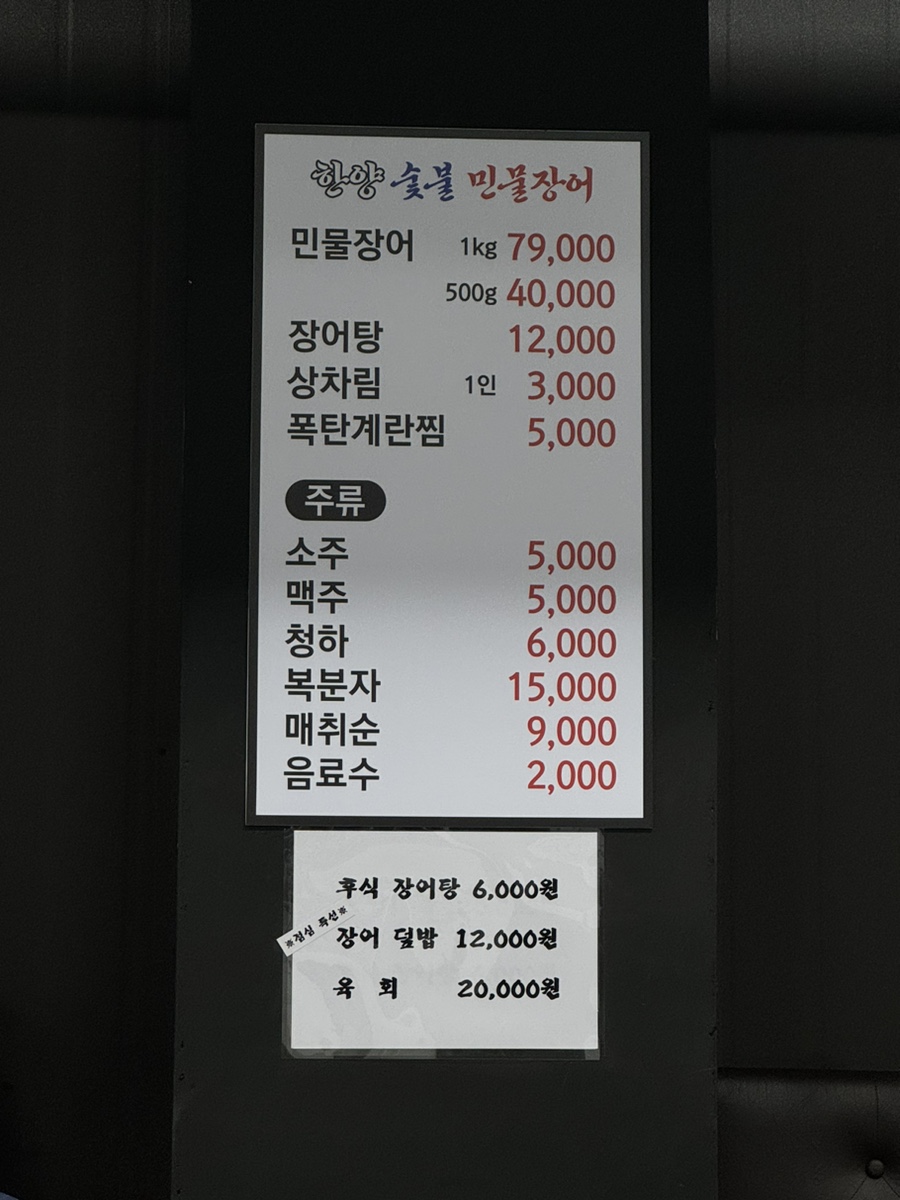 한양 숯불 민물장어
민물장어 1kg 79,000
500g 40,000
장어탕 12,000
상차림 1인 3,000
폭탄계란찜 5,000
주류
소주 5,000
맥주 5,000
청하 6,000
복분자 15,000
매취순 9,000
음료수 2,000
후식 장어탕 6,000원
※점심 특선※
장어 덮밥 12,000원
육 회 20,000원